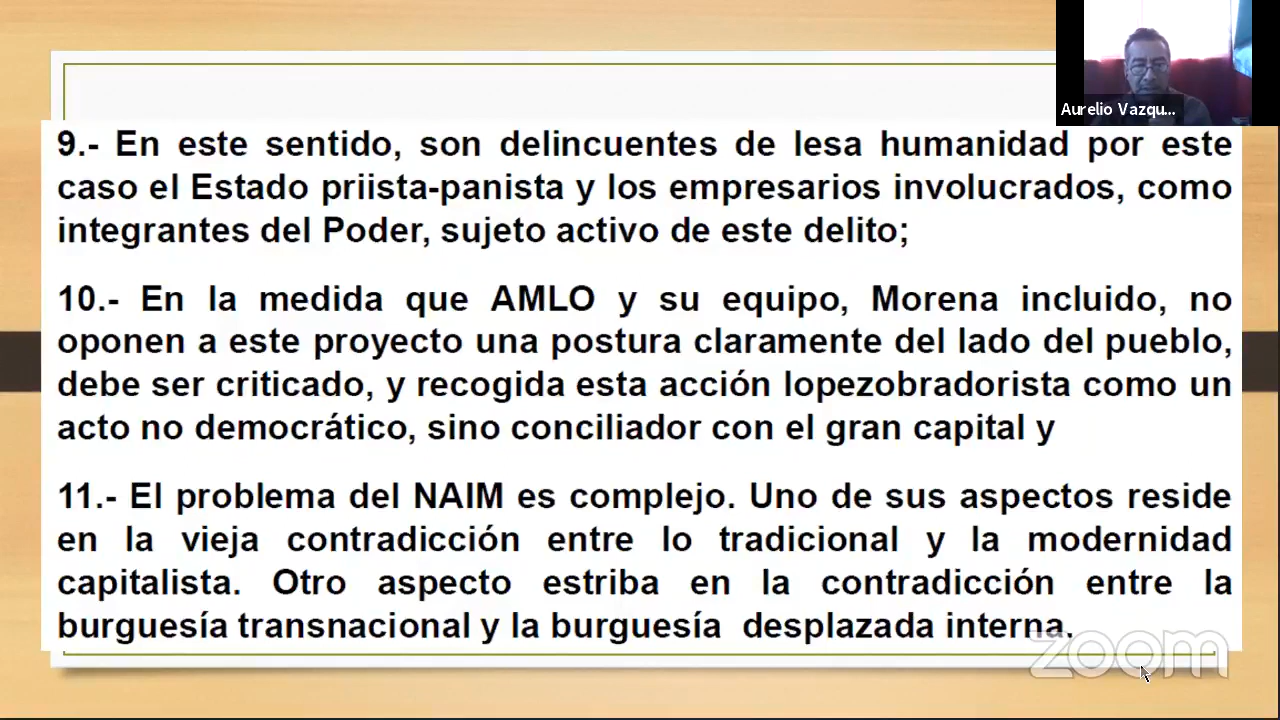 Aurelio Vazqu...
9.- En este sentido, son delincuentes de lesa humanidad por este
caso el Estado priista-panista y los empresarios involucrados, como
integrantes del Poder, sujeto activo de este delito;
10.- En la medida que AMLO y su equipo, Morena incluido, no
oponen a este proyecto una postura claramente del lado del pueblo,
debe ser criticado, y recogida esta acción lopezobradorista como un
acto no democrático, sino conciliador con el gran capital y
11.- El problema del NAIM es complejo. Uno de sus aspectos reside
en la vieja contradicción entre lo tradicional y la modernidad
capitalista. Otro aspecto estriba en la contradicción entre la
burguesía transnacional y la burguesía desplazada interna.
zoom